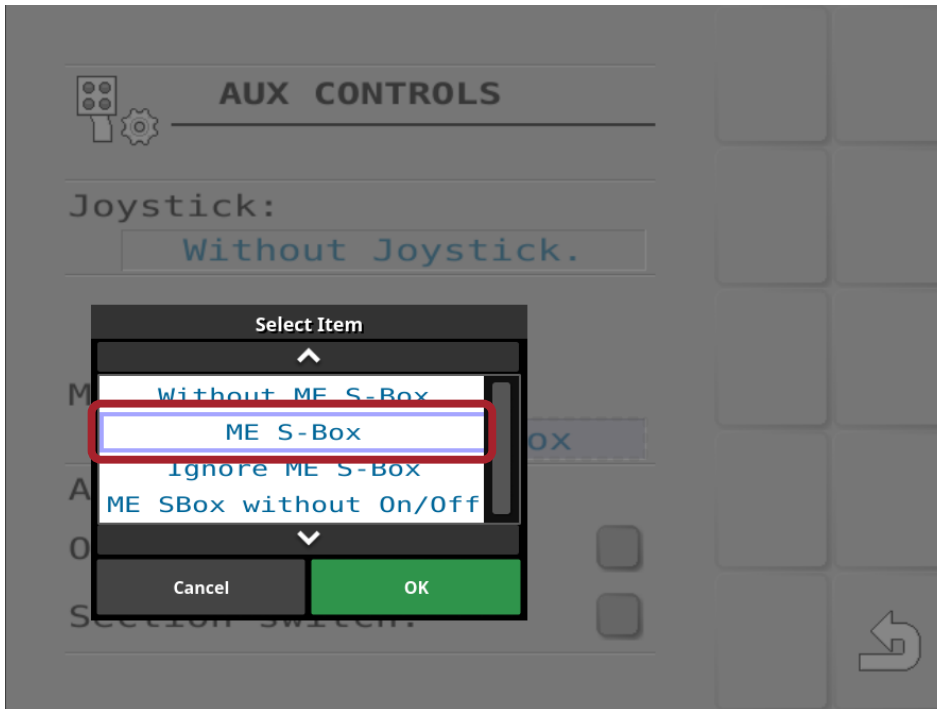 AUX CONTROLS
Joystick:
Without Joystick.
Select Item
Without ME S-Box
ME S-Box
Ignore ME S-Box
ME SBox without On/Off
Cancel
OK